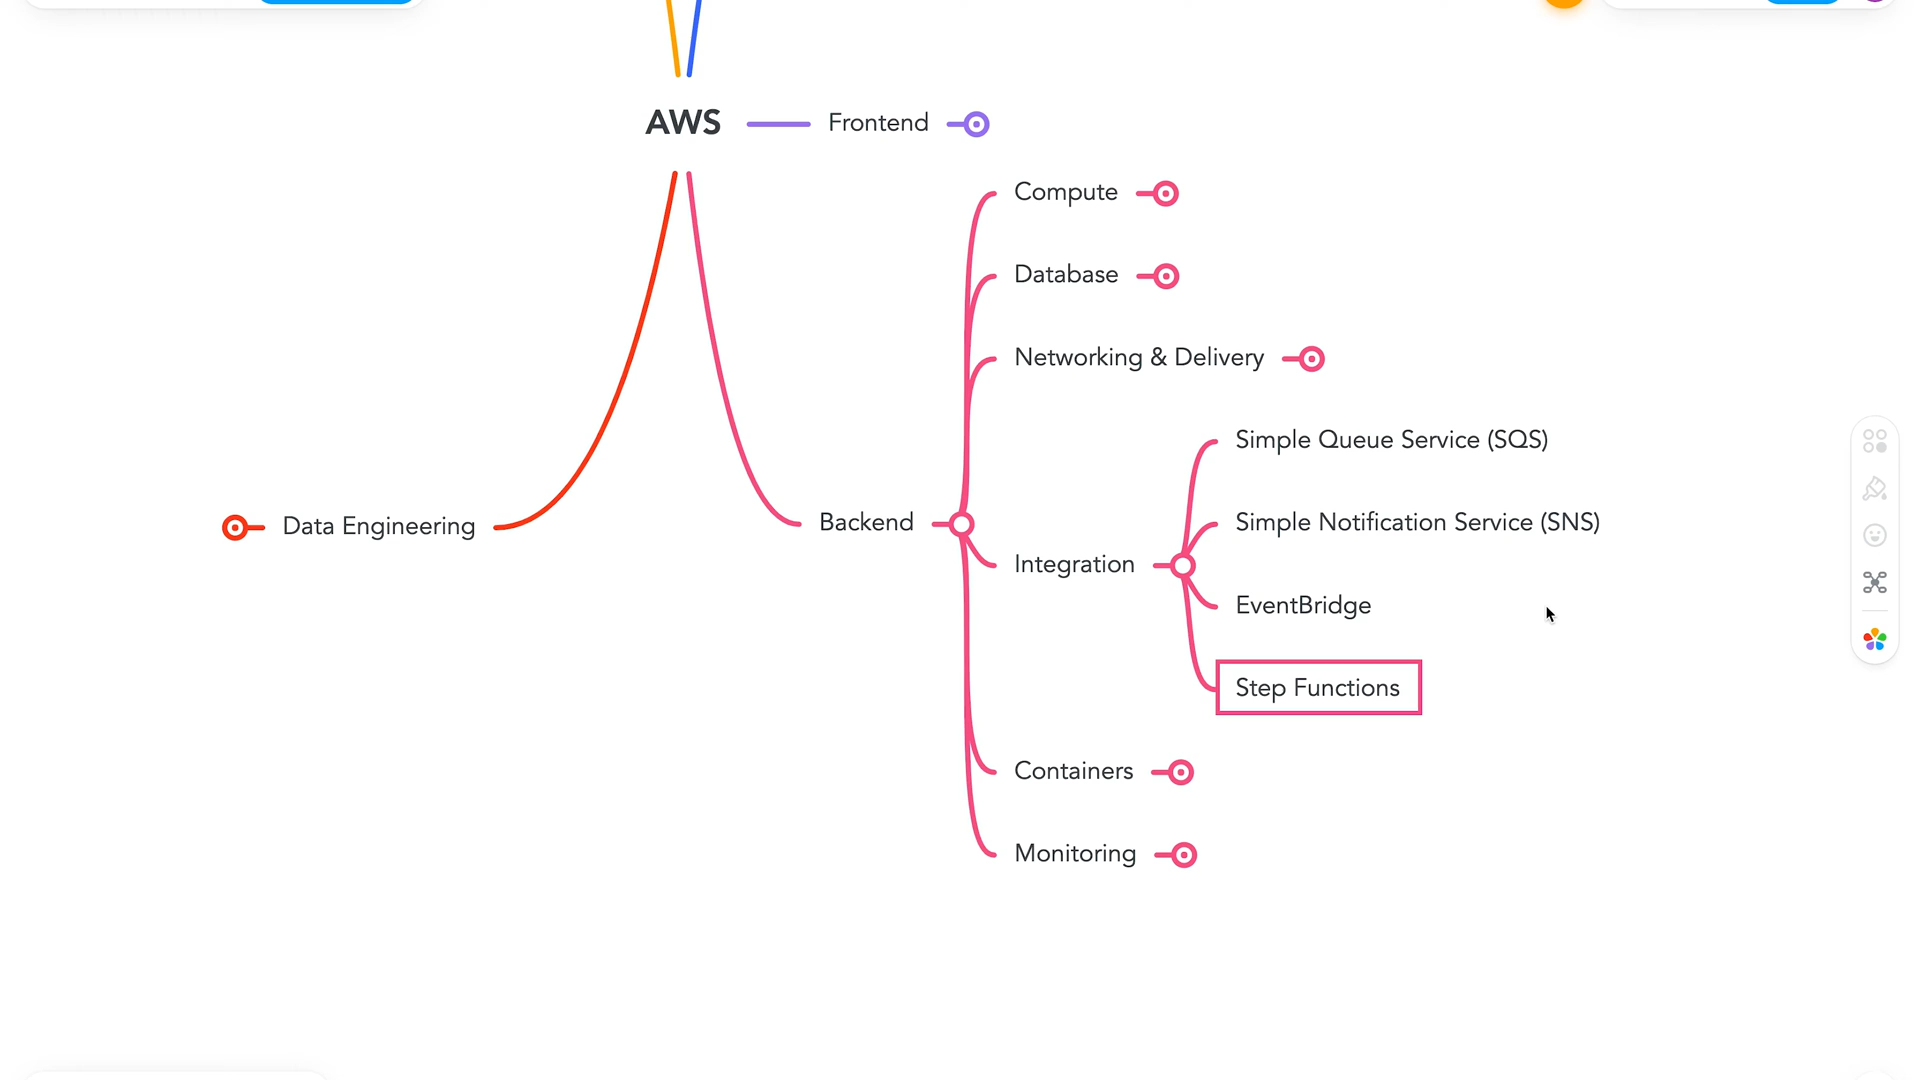 AWS
Frontend
Compute
Database
Networking & Delivery
Simple Queue Service (SQS)
Simple Notification Service (SNS)
Data Engineering
Backend
Integration
EventBridge
Step Functions
Containers
Monitoring